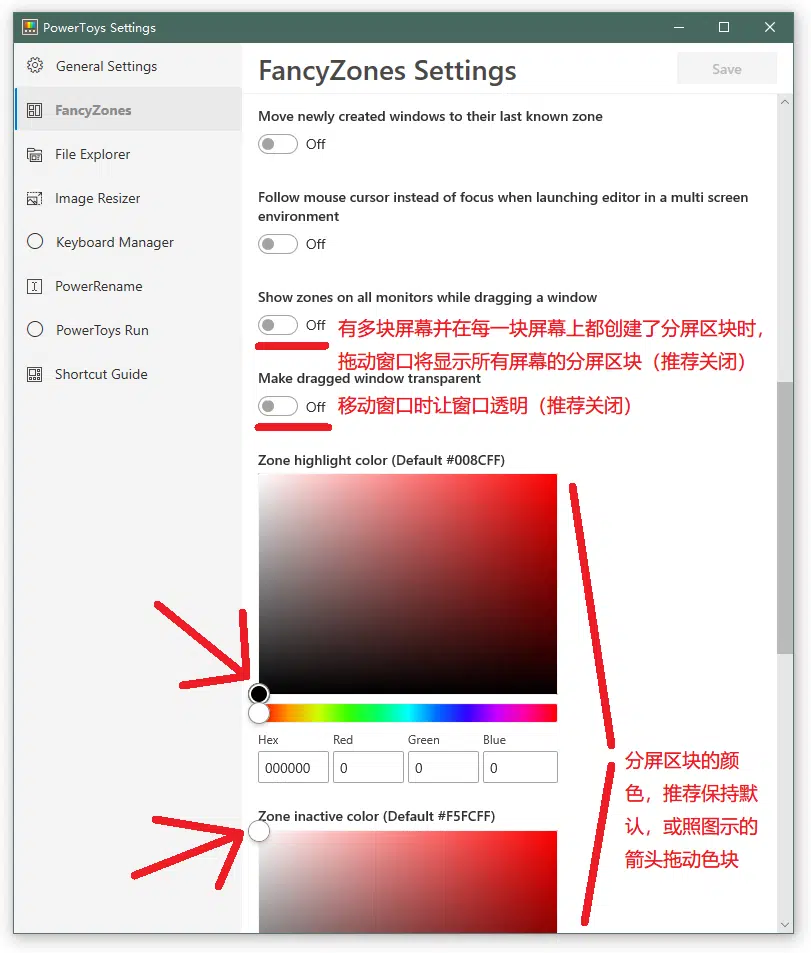 PowerToys Settings
General Settings
FancyZones
File Explorer
Image Resizer
Keyboard Manager
PowerRename
PowerToys Run
Shortcut Guide
FancyZones Settings
Save
Move newly created windows to their last known zone
Off
Follow mouse cursor instead of focus when launching editor in a multi screen
environment
Off
Show zones on all monitors while dragging a window
Off
有多块屏幕并在每一块屏幕上都创建了分屏区块时，
拖动窗口将显示所有屏幕的分屏区块（推荐关闭）
Make dragged window transparent
Off
移动窗口时让窗口透明（推荐关闭）
Zone highlight color (Default #008CFF)
Hex Red Green Blue
000000 0 0 0
分屏区块的颜
色，推荐保持默
认，或照图示的
箭头拖动色块
Zone inactive color (Default #F5FCFF)